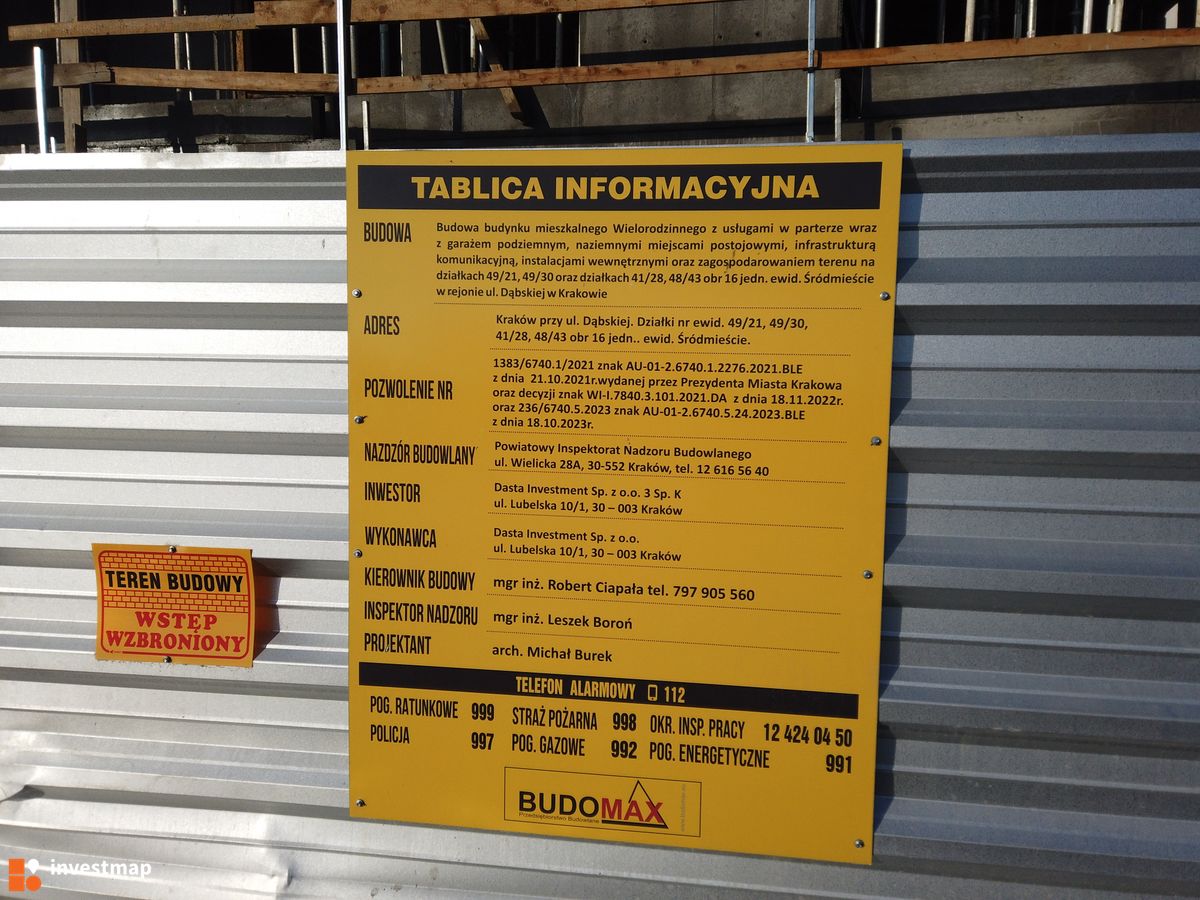 TABLICA INFORMACYJNA
BUDOWA
Budowa budynku mieszkalnego Wielorodzinnego z usługami w parterze wraz
z garażem podziemnym, naziemnymi miejscami postojowymi, infrastrukturą
komunikacyjną, instalacjami wewnętrznymi oraz zagospodarowaniem terenu na
działkach 49/21, 49/30 oraz działkach 41/28, 48/43 obr 16 jedn. ewid. Śródmieście
w rejonie ul. Dąbskiej w Krakowie
ADRES
Kraków przy ul. Dąbskiej. Działki nr ewid. 49/21, 49/30,
41/28, 48/43 obr 16 jedn.. ewid. Śródmieście.
POZWOLENIE NR
1383/6740.1/2021 znak AU-01-2.6740.1.2276.2021.BLE
z dnia 21.10.2021r.wydanej przez Prezydenta Miasta Krakowa
oraz decyzji znak WI-I.7840.3.101.2021.DA z dnia 18.11.2022r.
oraz 236/6740.5.2023 znak AU-01-2.6740.5.24.2023.BLE
z dnia 18.10.2023r.
NAZDZÓR BUDOWLANY
Powiatowy Inspektorat Nadzoru Budowlanego
ul. Wielicka 28A, 30-552 Kraków, tel. 12 616 56 40
INWESTOR
Dasta Investment Sp. z o.o. 3 Sp. K
ul. Lubelska 10/1, 30 – 003 Kraków
WYKONAWCA
Dasta Investment Sp. z o.o.
ul. Lubelska 10/1, 30 – 003 Kraków
KIEROWNIK BUDOWY mgr inż. Robert Ciapała tel. 797 905 560
INSPEKTOR NADZORU mgr inż. Leszek Boroń
PROJEKTANT arch. Michał Burek
TELEFON ALARMOWY 112
POG. RATUNKOWE 999 STRAŻ POŻARNA 998 OKR. INSP. PRACY 12 424 04 50
POLICJA 997 POG. GAZOWE 992 POG. ENERGETYCZNE 991
BUDOMAX
Przedsiębiorstwo Budowlane
www.budomax.eu
TEREN BUDOWY
WSTĘP
WZBRONIONY
investmap